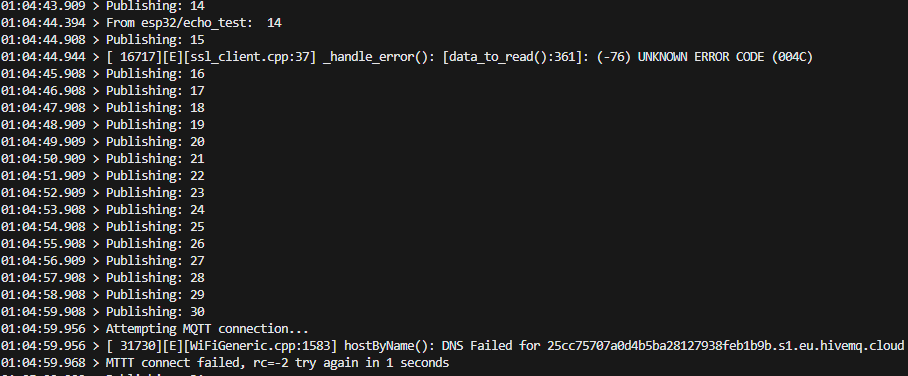 01:04:43.909 > Publishing: 14
01:04:44.394 > From esp32/echo_test:  14
01:04:44.908 > Publishing: 15
01:04:44.944 > [ 16717][E][ssl_client.cpp:37] _handle_error(): [data_to_read():361]: (-76) UNKNOWN ERROR CODE (004C)
01:04:45.908 > Publishing: 16
01:04:46.908 > Publishing: 17
01:04:47.908 > Publishing: 18
01:04:48.909 > Publishing: 19
01:04:49.909 > Publishing: 20
01:04:50.909 > Publishing: 21
01:04:51.909 > Publishing: 22
01:04:52.909 > Publishing: 23
01:04:53.908 > Publishing: 24
01:04:54.908 > Publishing: 25
01:04:55.908 > Publishing: 26
01:04:56.909 > Publishing: 27
01:04:57.908 > Publishing: 28
01:04:58.908 > Publishing: 29
01:04:59.908 > Publishing: 30
01:04:59.956 > Attempting MQTT connection...
01:04:59.956 > [ 31730][E][WiFiGeneric.cpp:1583] hostByName(): DNS Failed for 25cc75707a0d4b5ba28127938feb1b9b.s1.eu.hivemq.cloud
01:04:59.968 > MTTT connect failed, rc=-2 try again in 1 seconds